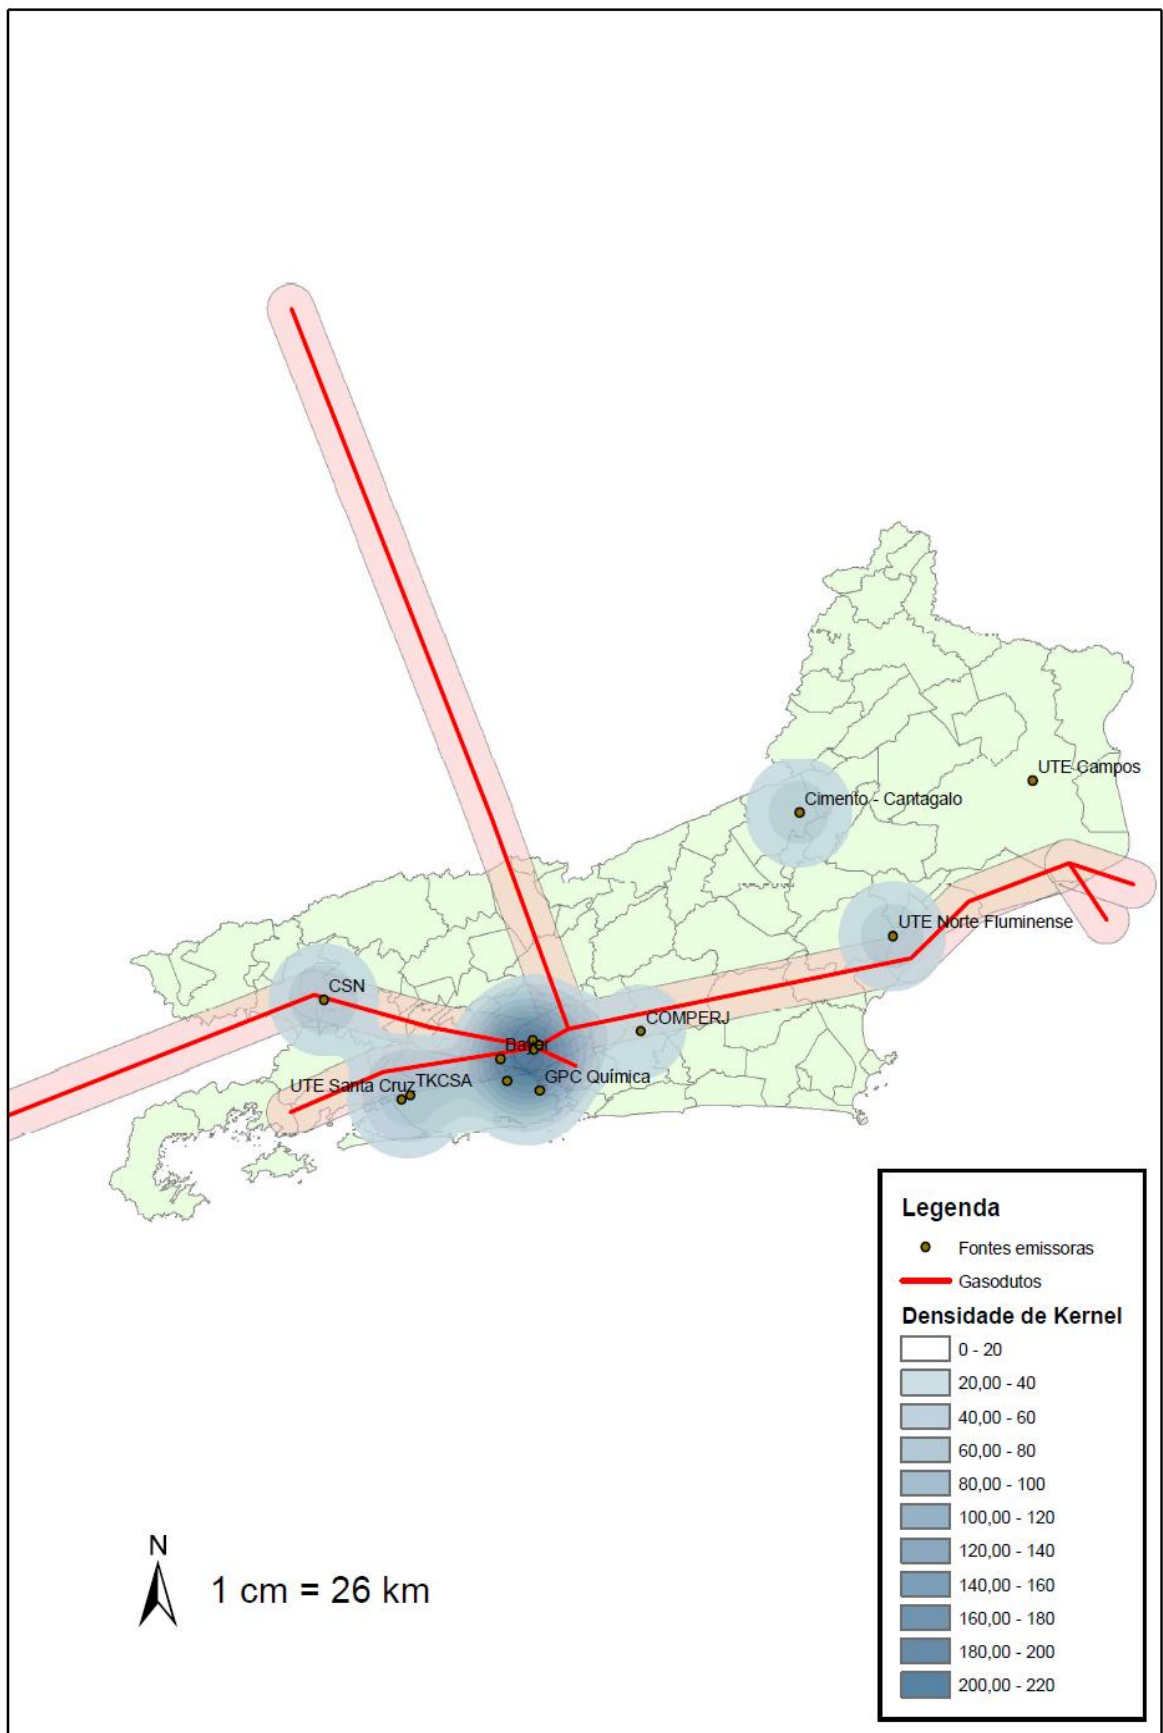 UTE Campos
Cimento - Cantagalo
UTE Norte Fluminense
CSN
COMPERJ
Bayer
UTE Santa Cruz
TKCSA
GPC Química
Legenda
Fontes emissoras
Gasodutos
Densidade de Kernel
0 - 20
20,00 - 40
40,00 - 60
60,00 - 80
80,00 - 100
100,00 - 120
120,00 - 140
140,00 - 160
160,00 - 180
180,00 - 200
200,00 - 220
N
1 cm = 26 km